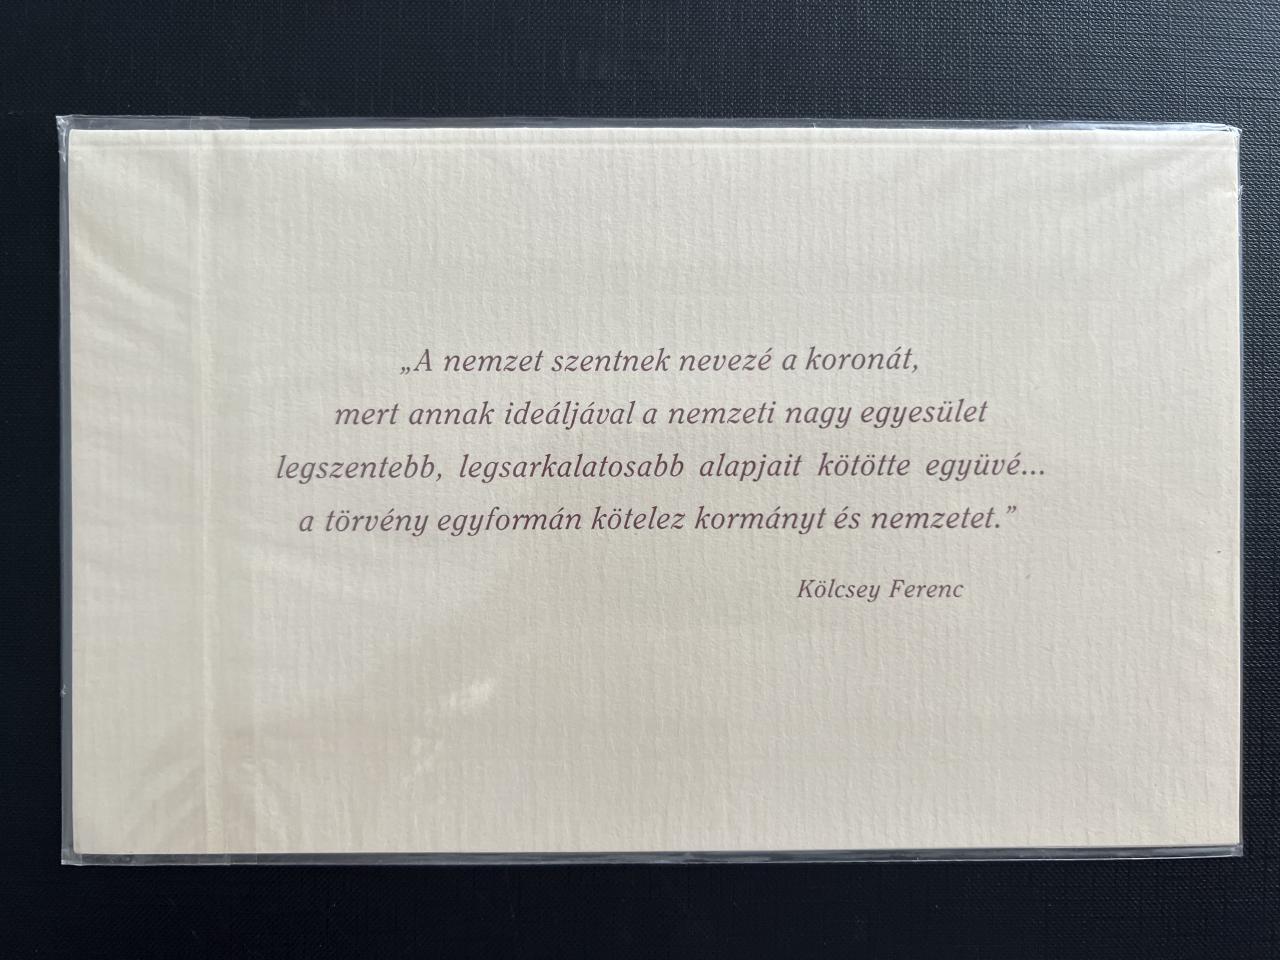 „A nemzet szentnek nevezé a koronát,
mert annak ideáljával a nemzeti nagy egyesület
legszentebb, legsarkalatosabb alapjait kötötte együvé...
a törvény egyformán kötelez kormányt és nemzetet.”
Kölcsey Ferenc